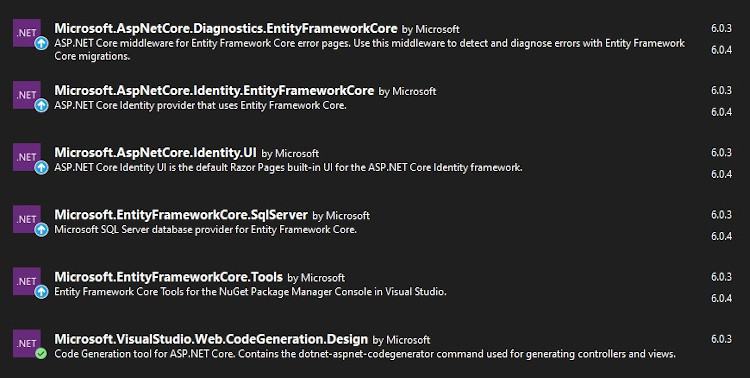 .NET
Microsoft.AspNetCore.Diagnostics.EntityFrameworkCore by Microsoft 6.0.3
ASP.NET Core middleware for Entity Framework Core error pages. Use this middleware to detect and diagnose errors with Entity Framework 6.0.4
Core migrations.
.NET
Microsoft.AspNetCore.Identity.EntityFrameworkCore by Microsoft 6.0.3
ASP.NET Core Identity provider that uses Entity Framework Core. 6.0.4
.NET
Microsoft.AspNetCore.Identity.UI by Microsoft 6.0.3
ASP.NET Core Identity UI is the default Razor Pages built-in UI for the ASP.NET Core Identity framework. 6.0.4
.NET
Microsoft.EntityFrameworkCore.SqlServer by Microsoft 6.0.3
Microsoft SQL Server database provider for Entity Framework Core. 6.0.4
.NET
Microsoft.EntityFrameworkCore.Tools by Microsoft 6.0.3
Entity Framework Core Tools for the NuGet Package Manager Console in Visual Studio. 6.0.4
.NET
Microsoft.VisualStudio.Web.CodeGeneration.Design by Microsoft 6.0.3
Code Generation tool for ASP.NET Core. Contains the dotnet-aspnet-codegenerator command used for generating controllers and views.